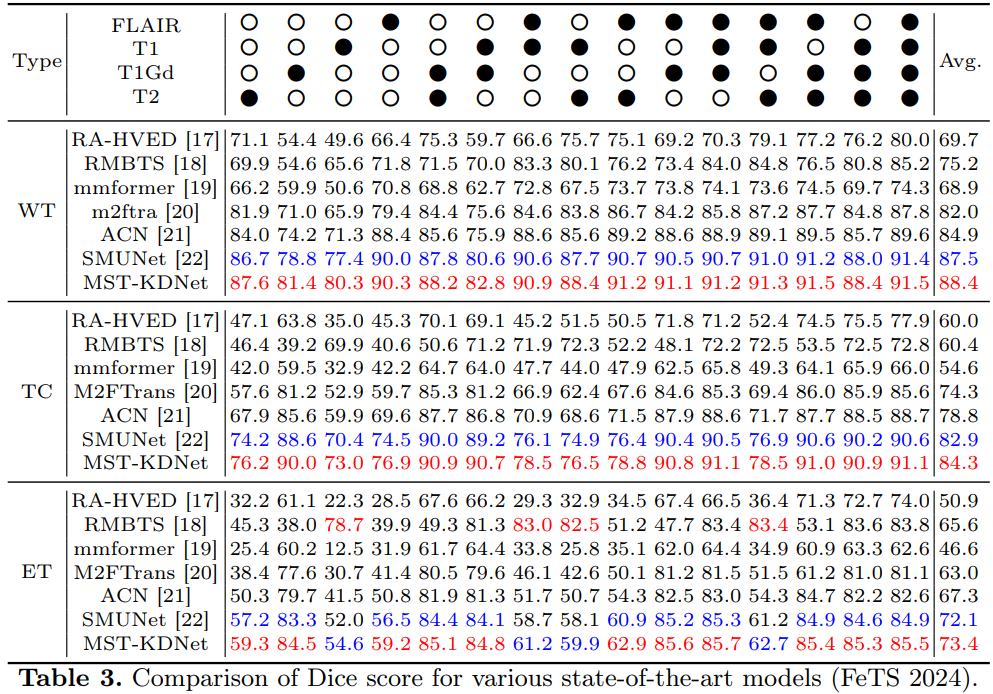 FLAIR ○ ○ ○ ● ○ ○ ● ○ ● ● ● ● ● ○ ●
T1 ○ ○ ● ○ ○ ● ● ● ○ ○ ● ● ○ ● ●
Type Avg.
T1Gd ○ ● ○ ○ ● ● ○ ○ ○ ● ● ○ ● ● ●
T2 ● ○ ○ ○ ● ○ ○ ● ● ○ ○ ● ● ● ●
RA-HVED [17] 71.1 54.4 49.6 66.4 75.3 59.7 66.6 75.7 75.1 69.2 70.3 79.1 77.2 76.2 80.0 69.7
RMBTS [18] 69.9 54.6 65.6 71.8 71.5 70.0 83.3 80.1 76.2 73.4 84.0 84.8 76.5 80.8 85.2 75.2
mmformer [19] 66.2 59.9 50.6 70.8 68.8 62.7 72.8 67.5 73.7 73.8 74.1 73.6 74.5 69.7 74.3 68.9
WT m2ftra [20] 81.9 71.0 65.9 79.4 84.4 75.6 84.6 83.8 86.7 84.2 85.8 87.2 87.7 84.8 87.8 82.0
ACN [21] 84.0 74.2 71.3 88.4 85.6 75.9 88.6 85.6 89.2 88.6 88.9 89.1 89.5 85.7 89.6 84.9
SMUNet [22] 86.7 78.8 77.4 90.0 87.8 80.6 90.6 87.7 90.7 90.5 90.7 91.0 91.2 88.0 91.4 87.5
MST-KDNet 87.6 81.4 80.3 90.3 88.2 82.8 90.9 88.4 91.2 91.1 91.2 91.3 91.5 88.4 91.5 88.4
RA-HVED [17] 47.1 63.8 35.0 45.3 70.1 69.1 45.2 51.5 50.5 71.8 71.2 52.4 74.5 75.5 77.9 60.0
RMBTS [18] 46.4 39.2 69.9 40.6 50.6 71.2 71.9 72.3 52.2 48.1 72.2 72.5 53.5 72.5 72.8 60.4
mmformer [19] 42.0 59.5 32.9 42.2 64.7 64.0 47.7 44.0 47.9 62.5 65.8 49.3 64.1 65.9 66.0 54.6
TC M2FTrans [20] 57.6 81.2 52.9 59.7 85.3 81.2 66.9 62.4 67.6 84.6 85.3 69.4 86.0 85.9 85.6 74.3
ACN [21] 67.9 85.6 59.9 69.6 87.7 86.8 70.9 68.6 71.5 87.9 88.6 71.7 87.7 88.5 88.7 78.8
SMUNet [22] 74.2 88.6 70.4 74.5 90.0 89.2 76.1 74.9 76.4 90.4 90.5 76.9 90.6 90.2 90.6 82.9
MST-KDNet 76.2 90.0 73.0 76.9 90.9 90.7 78.5 76.5 78.8 90.8 91.1 78.5 91.0 90.9 91.1 84.3
RA-HVED [17] 32.2 61.1 22.3 28.5 67.6 66.2 29.3 32.9 34.5 67.4 66.5 36.4 71.3 72.7 74.0 50.9
RMBTS [18] 45.3 38.0 78.7 39.9 49.3 81.3 83.0 82.5 51.2 47.7 83.4 83.4 53.1 83.6 83.8 65.6
mmformer [19] 25.4 60.2 12.5 31.9 61.7 64.4 33.8 25.8 35.1 62.0 64.4 34.9 60.9 63.3 62.6 46.6
ET M2FTrans [20] 38.4 77.6 30.7 41.4 80.5 79.6 46.1 42.6 50.1 81.2 81.5 51.5 61.2 81.0 81.1 63.0
ACN [21] 50.3 79.7 41.5 50.8 81.9 81.3 51.7 50.7 54.3 82.5 83.0 54.3 84.7 82.2 82.6 67.3
SMUNet [22] 57.2 83.3 52.0 56.5 84.4 84.1 58.7 58.1 60.9 85.2 85.3 61.2 84.9 84.6 84.9 72.1
MST-KDNet 59.3 84.5 54.6 59.2 85.1 84.8 61.2 59.9 62.9 85.6 85.7 62.7 85.4 85.3 85.5 73.4
Table 3. Comparison of Dice score for various state-of-the-art models (FeTS 2024).